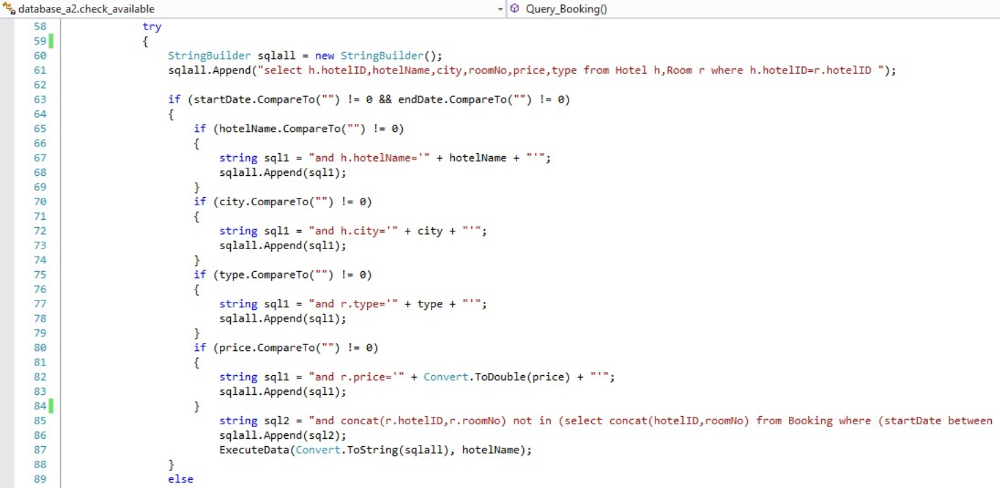 database_a2.check_available Query_Booking()
58 try
59 {
60 StringBuilder sqlall = new StringBuilder();
61 sqlall.Append("select h.hotelID,hotelName,city,roomNo,price,type from Hotel h,Room r where h.hotelID=r.hotelID ");
62
63 if (startDate.CompareTo("") != 0 && endDate.CompareTo("") != 0)
64 {
65 if (hotelName.CompareTo("") != 0)
66 {
67 string sql1 = "and h.hotelName='" + hotelName + "'";
68 sqlall.Append(sql1);
69 }
70 if (city.CompareTo("") != 0)
71 {
72 string sql1 = "and h.city='" + city + "'";
73 sqlall.Append(sql1);
74 }
75 if (type.CompareTo("") != 0)
76 {
77 string sql1 = "and r.type='" + type + "'";
78 sqlall.Append(sql1);
79 }
80 if (price.CompareTo("") != 0)
81 {
82 string sql1 = "and r.price='" + Convert.ToDouble(price) + "'";
83 sqlall.Append(sql1);
84 }
85 string sql2 = "and concat(r.hotelID,r.roomNo) not in (select concat(hotelID,roomNo) from Booking where (startDate between
86 sqlall.Append(sql2);
87 ExecuteData(Convert.ToString(sqlall), hotelName);
88 }
89 else